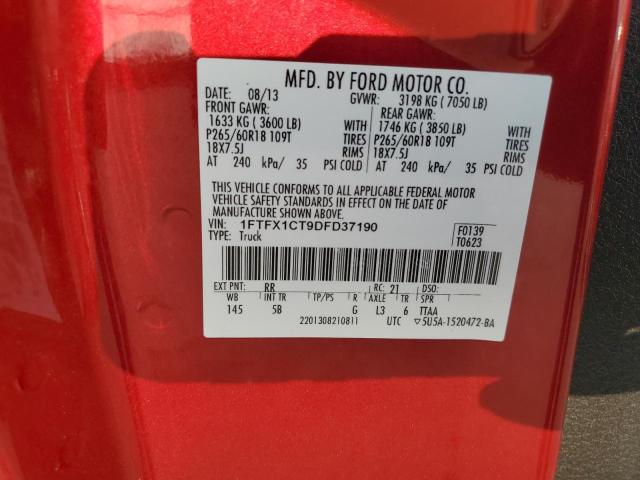 MFD. BY FORD MOTOR CO.
DATE: 08/13 GVWR: 3198 KG ( 7050 LB)
FRONT GAWR: REAR GAWR:
1633 KG ( 3600 LB) WITH 1746 KG ( 3850 LB) WITH
P265/60R18 109T TIRES P265/60R18 109T TIRES
18X7.5J RIMS 18X7.5J RIMS
AT 240 kPa/ 35 PSI COLD AT 240 kPa/ 35 PSI COLD
THIS VEHICLE CONFORMS TO ALL APPLICABLE FEDERAL MOTOR
VEHICLE SAFETY STANDARDS IN EFFECT ON THE DATE OF
MANUFACTURE SHOWN ABOVE.
VIN: 1FTFX1CT9DFD37190 F0139
TYPE: Truck T0623
EXT PNT: RR RC: 21 DSO:
WB INT TR TP/PS R AXLE TR SPR
145 5B G L3 6 TTAA
2201308210811 UTC ▽5U5A-1520472-BA